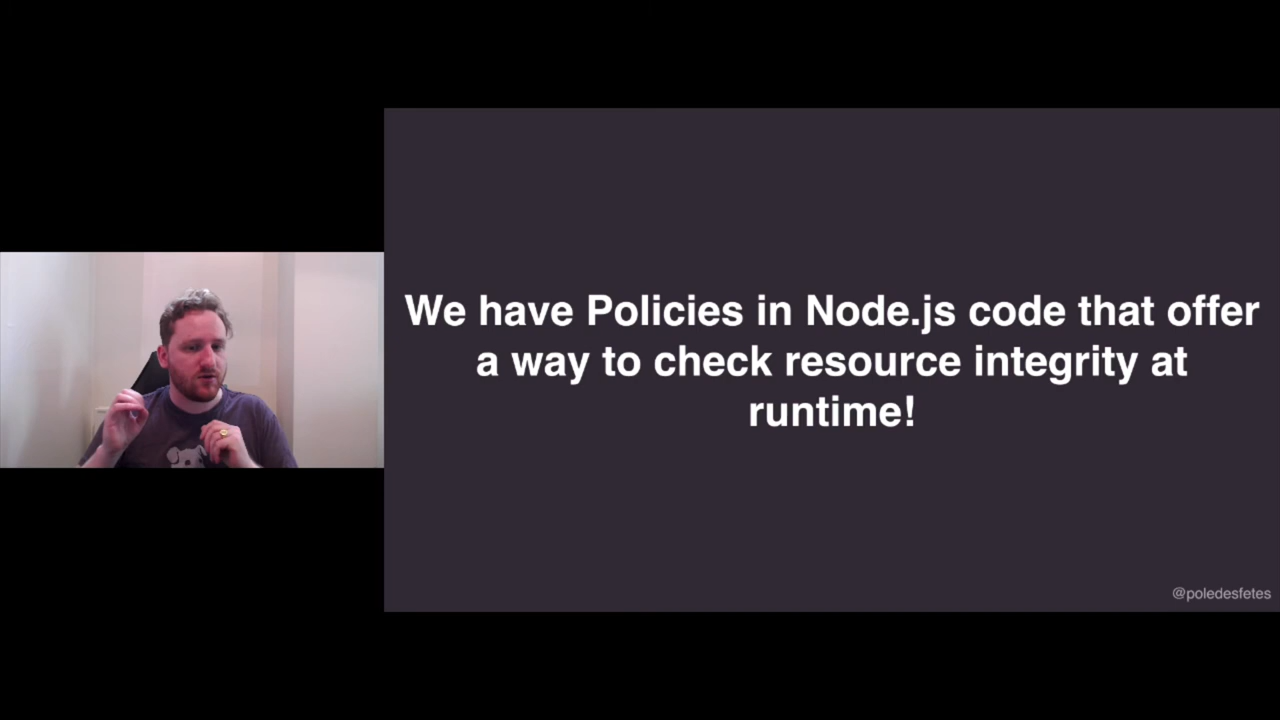 We have Policies in Node.js code that offer
a way to check resource integrity at
runtime!
@poledesfetes